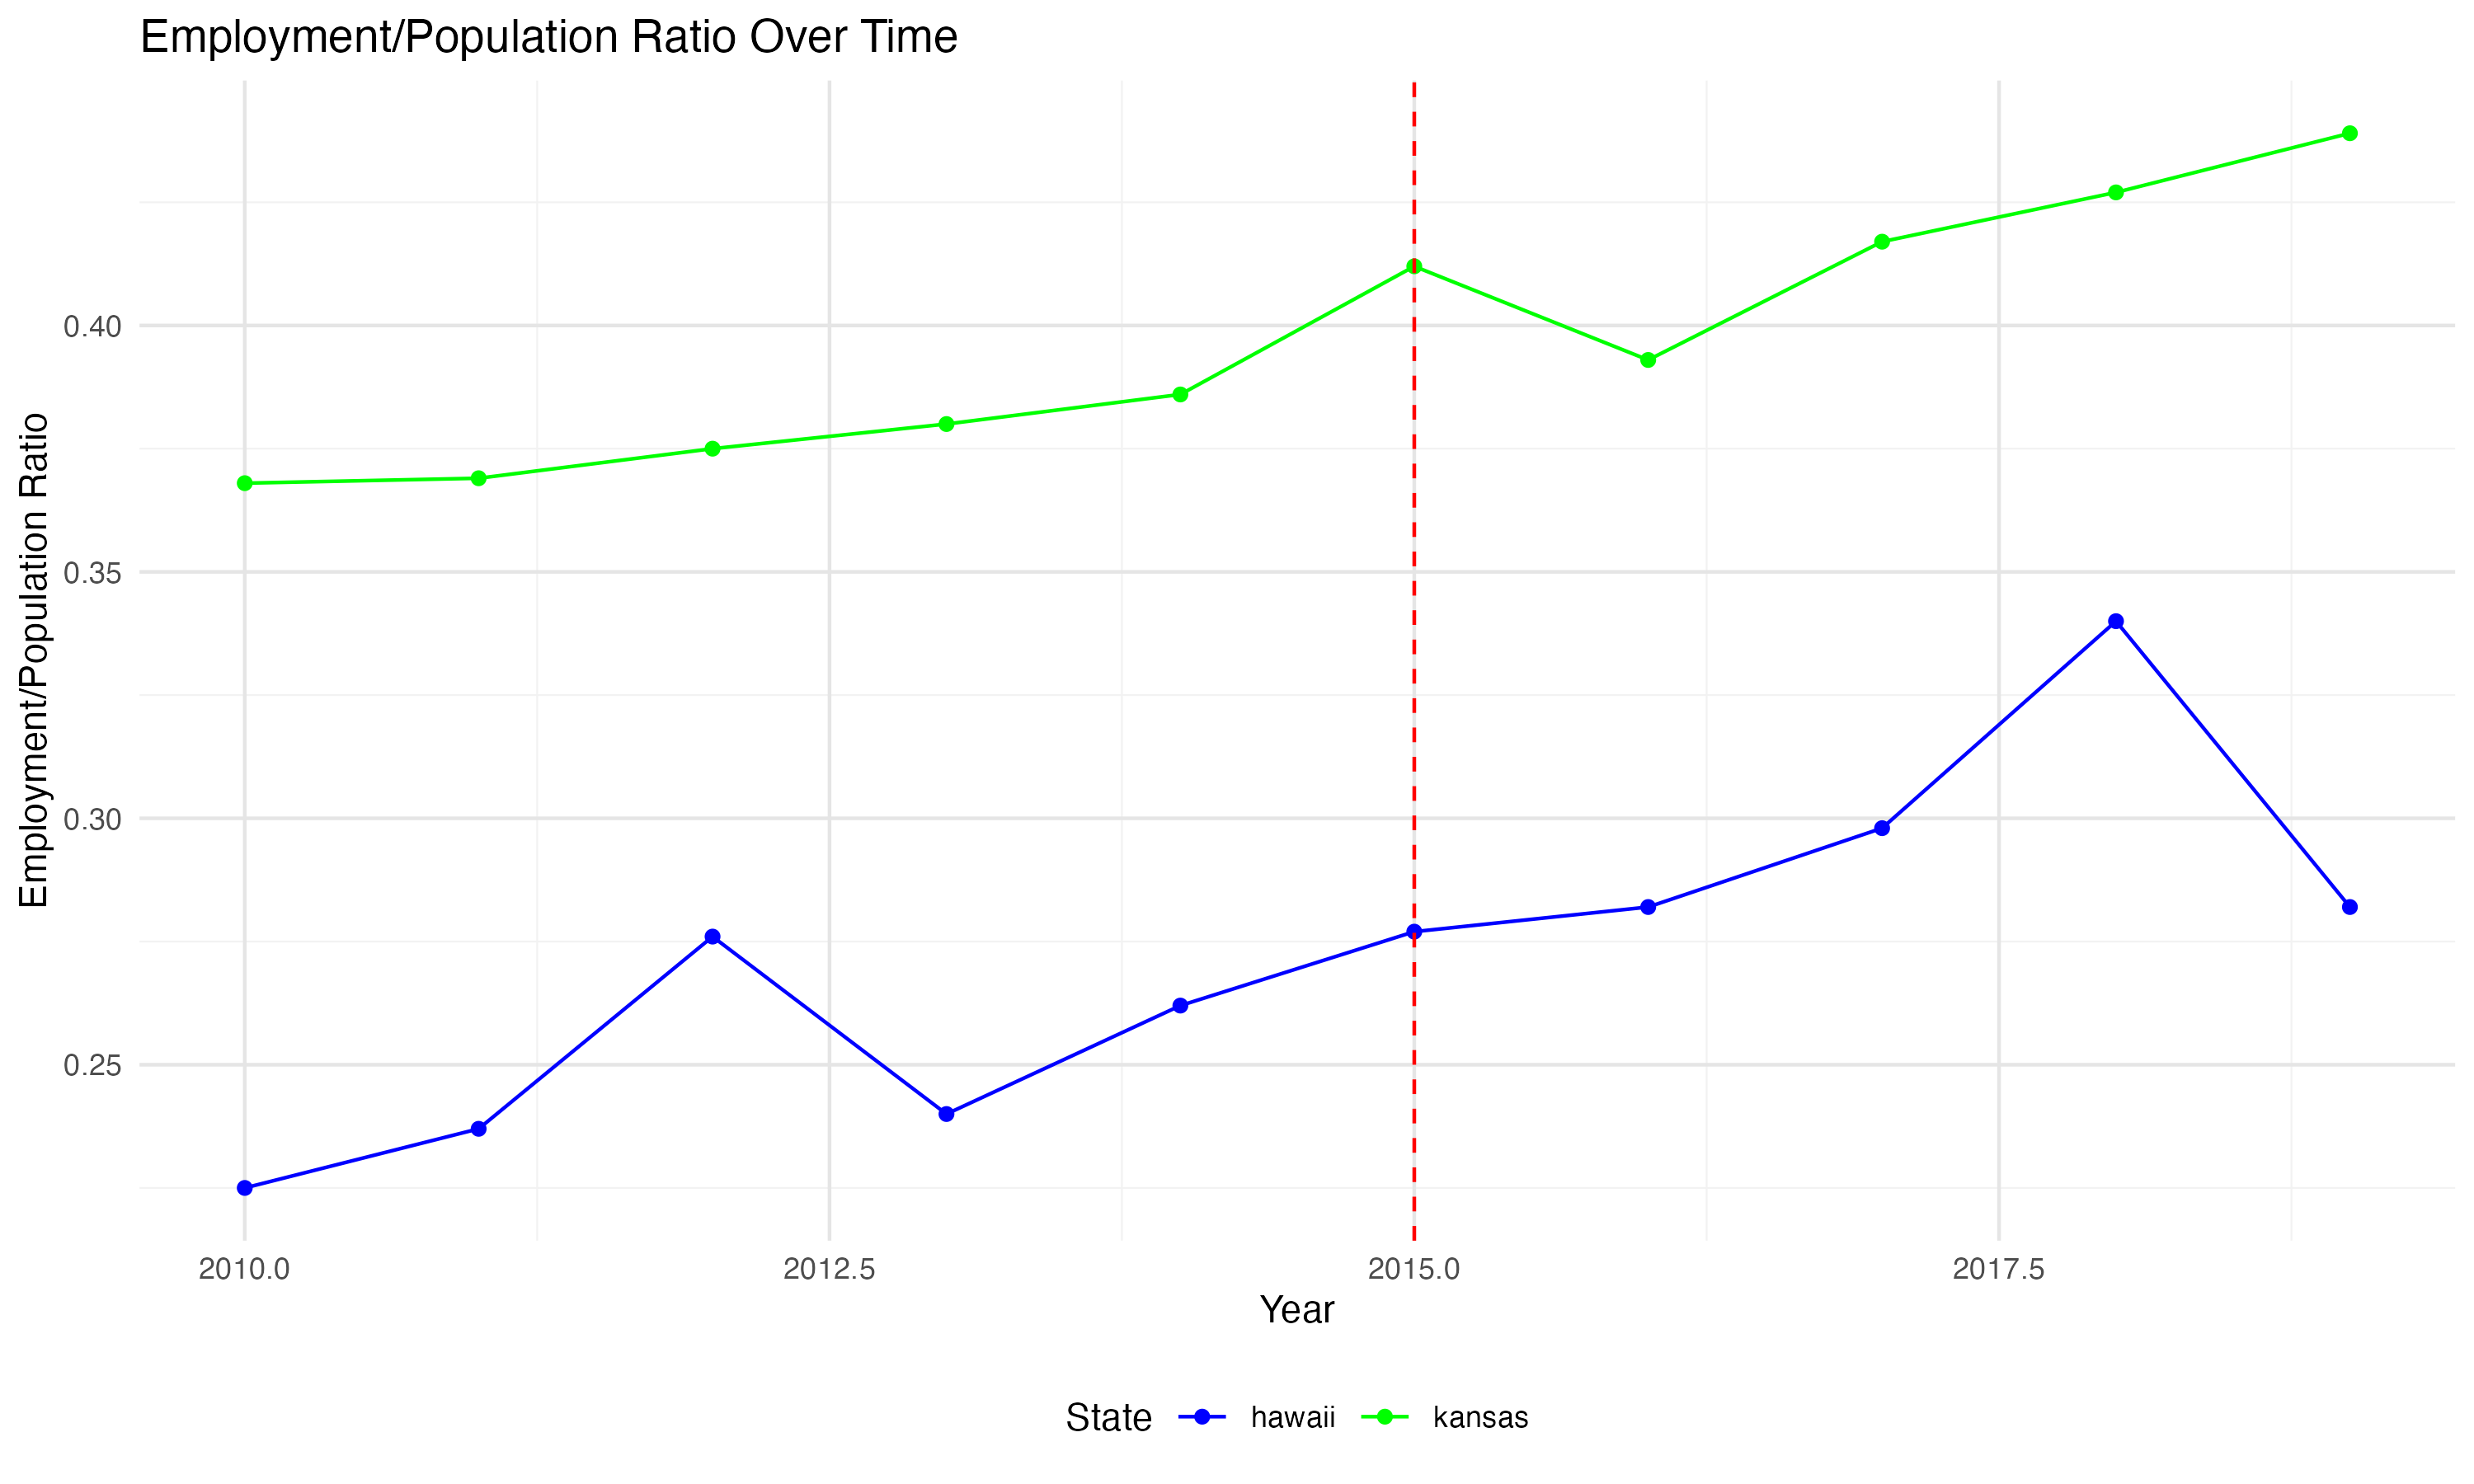 Employment/Population Ratio Over Time
Employment/Population Ratio
0.40
0.35
0.30
0.25
2010.0 2012.5 2015.0 2017.5
Year
State hawaii kansas